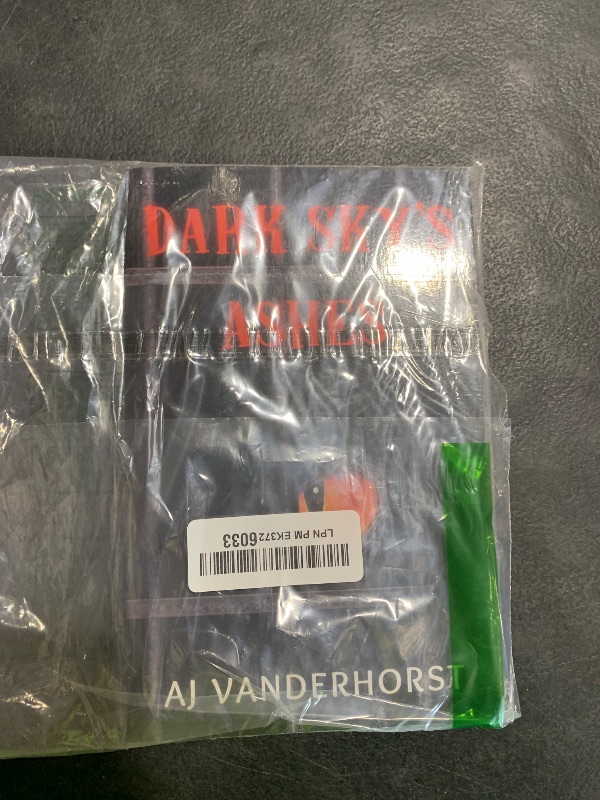 DARK SKY'S
ASHES
LPN PM EK3726033
AJ VANDERHORST